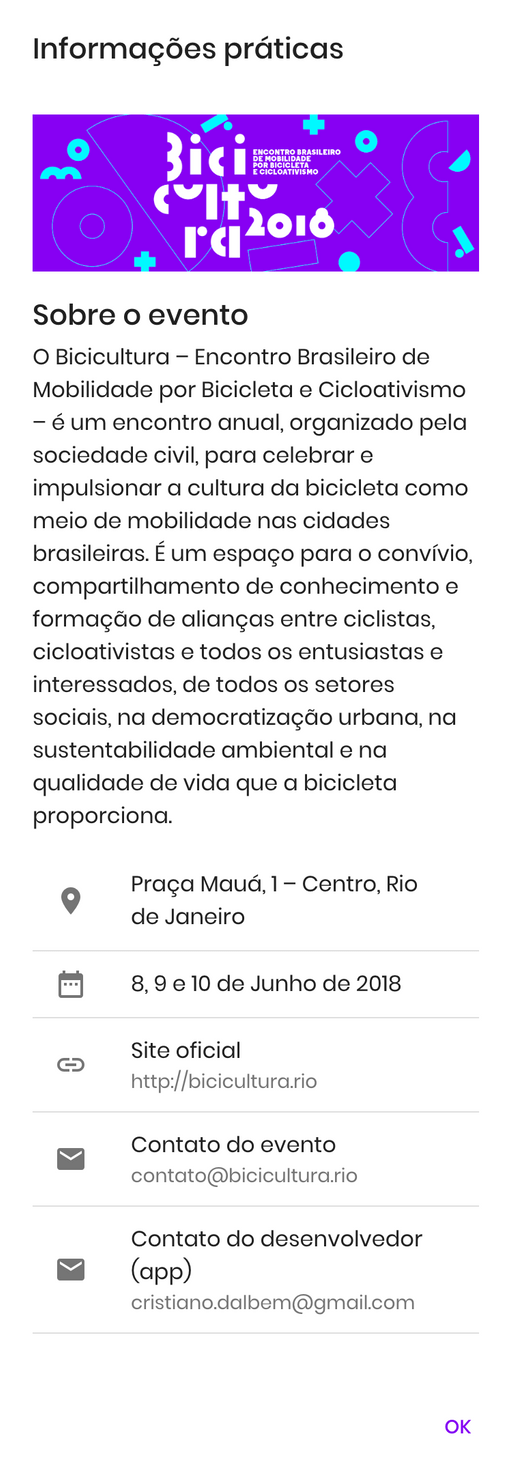 Informações práticas
Bici
ENCONTRO BRASILEIRO
DE MOBILIDADE
POR BICICLETA
E CICLOATIVISMO
cultu
ra 2018
Sobre o evento
O Bicicultura – Encontro Brasileiro de
Mobilidade por Bicicleta e Cicloativismo
– é um encontro anual, organizado pela
sociedade civil, para celebrar e
impulsionar a cultura da bicicleta como
meio de mobilidade nas cidades
brasileiras. É um espaço para o convívio,
compartilhamento de conhecimento e
formação de alianças entre ciclistas,
cicloativistas e todos os entusiastas e
interessados, de todos os setores
sociais, na democratização urbana, na
sustentabilidade ambiental e na
qualidade de vida que a bicicleta
proporciona.
Praça Mauá, 1 – Centro, Rio
de Janeiro
8, 9 e 10 de Junho de 2018
Site oficial
http://bicicultura.rio
Contato do evento
contato@bicicultura.rio
Contato do desenvolvedor
(app)
cristiano.dalbem@gmail.com
OK